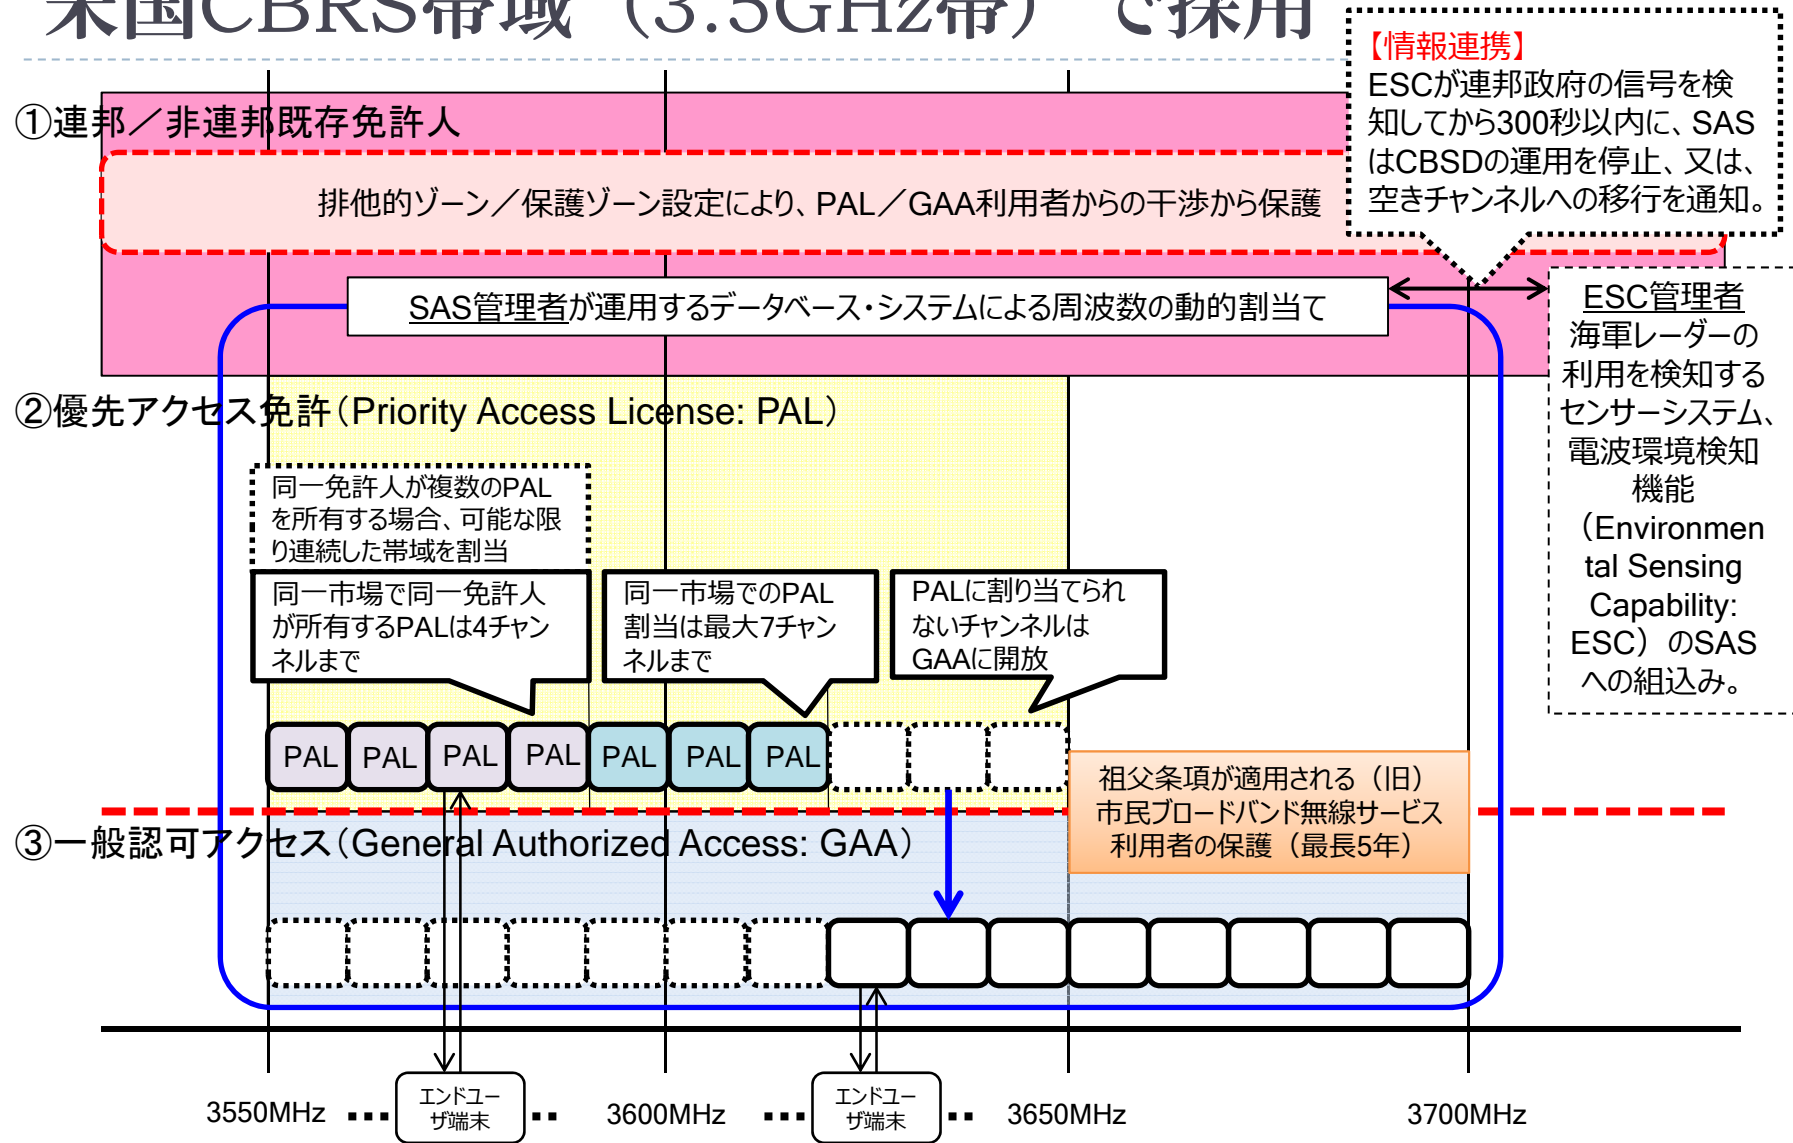 米国CBRS帯域（3.5GHz帯）で採用
【情報連携】
ESCが連邦政府の信号を検
知してから300秒以内に、SAS
はCBSDの運用を停止、又は、
空きチャンネルへの移行を通知。
①連邦／非連邦既存免許人
排他的ゾーン／保護ゾーン設定により、PAL／GAA利用者からの干渉から保護
SAS管理者が運用するデータベース・システムによる周波数の動的割当て
ESC管理者
海軍レーダーの
利用を検知する
センサーシステム、
電波環境検知
機能
（Environmen
tal Sensing
Capability:
ESC）のSAS
への組込み。
②優先アクセス免許（Priority Access License: PAL）
同一免許人が複数のPAL
を所有する場合、可能な限
り連続した帯域を割当
同一市場で同一免許人
が所有するPALは4チャン
ネルまで
同一市場でのPAL
割当は最大7チャン
ネルまで
PALに割り当てられ
ないチャンネルは
GAAに開放
PAL PAL PAL PAL PAL PAL PAL
祖父条項が適用される（旧）
市民ブロードバンド無線サービス
利用者の保護（最長5年）
③一般認可アクセス（General Authorized Access: GAA）
3550MHz
エンドユー
ザ端末
3600MHz
エンドユー
ザ端末
3650MHz
3700MHz